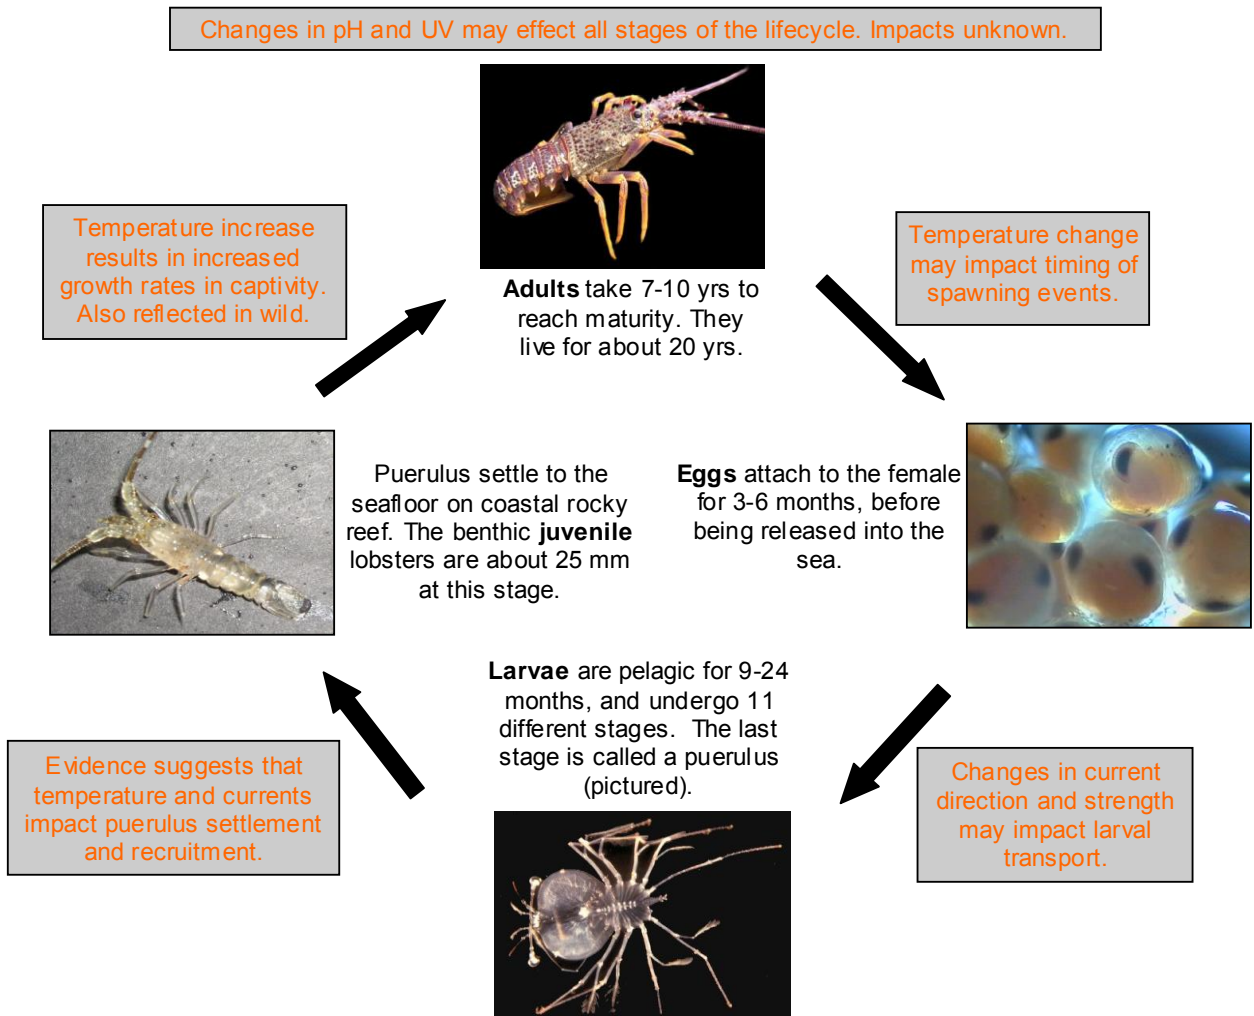 Changes in pH and UV may effect all stages of the lifecycle. Impacts unknown.
Temperature increase
results in increased
growth rates in captivity.
Also reflected in wild.
Adults take 7-10 yrs to
reach maturity. They
live for about 20 yrs.
Temperature change
may impact timing of
spawning events.
Puerulus settle to the
seafloor on coastal rocky
reef. The benthic juvenile
lobsters are about 25 mm
at this stage.
Eggs attach to the female
for 3-6 months, before
being released into the
sea.
Larvae are pelagic for 9-24
months, and undergo 11
different stages. The last
stage is called a puerulus
(pictured).
Evidence suggests that
temperature and currents
impact puerulus settlement
and recruitment.
Changes in current
direction and strength
may impact larval
transport.